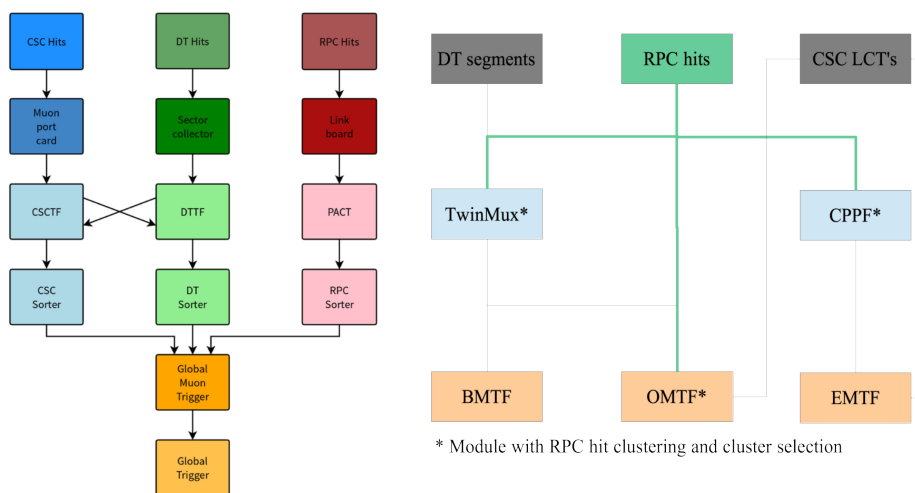 CSC Hits
DT Hits
RPC Hits
Muon
port
card
Sector
collector
Link
board
CSCTF
DTTF
PACT
CSC
Sorter
DT
Sorter
RPC
Sorter
Global
Muon
Trigger
Global
Trigger
DT segments
RPC hits
CSC LCT's
TwinMux*
CPPF*
BMTF
OMTF*
EMTF
* Module with RPC hit clustering and cluster selection